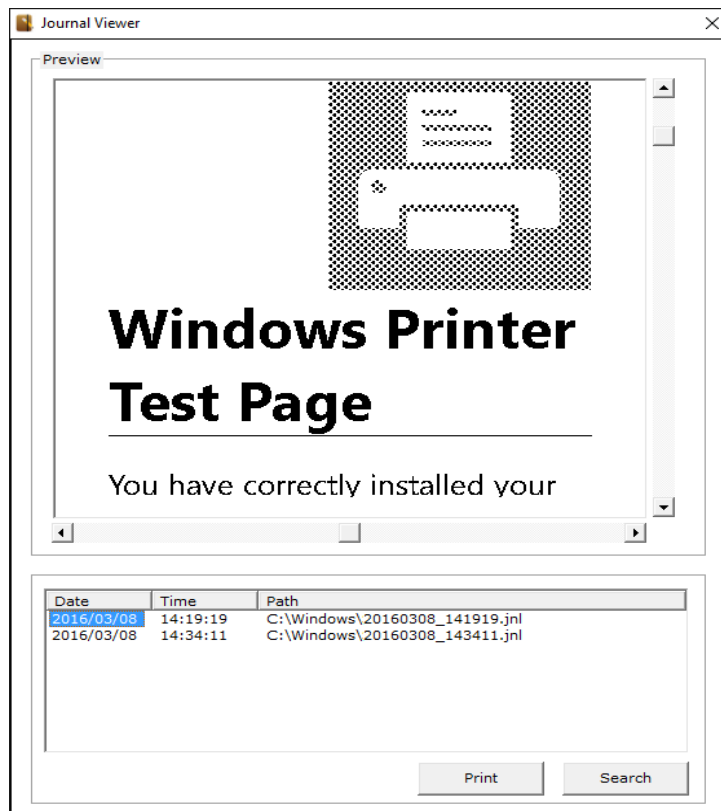 Journal Viewer
Preview
Windows Printer
Test Page
You have correctly installed your
Date Time Path
2016/03/08 14:19:19 C:\Windows\20160308_141919.jnl
2016/03/08 14:34:11 C:\Windows\20160308_143411.jnl
Print Search